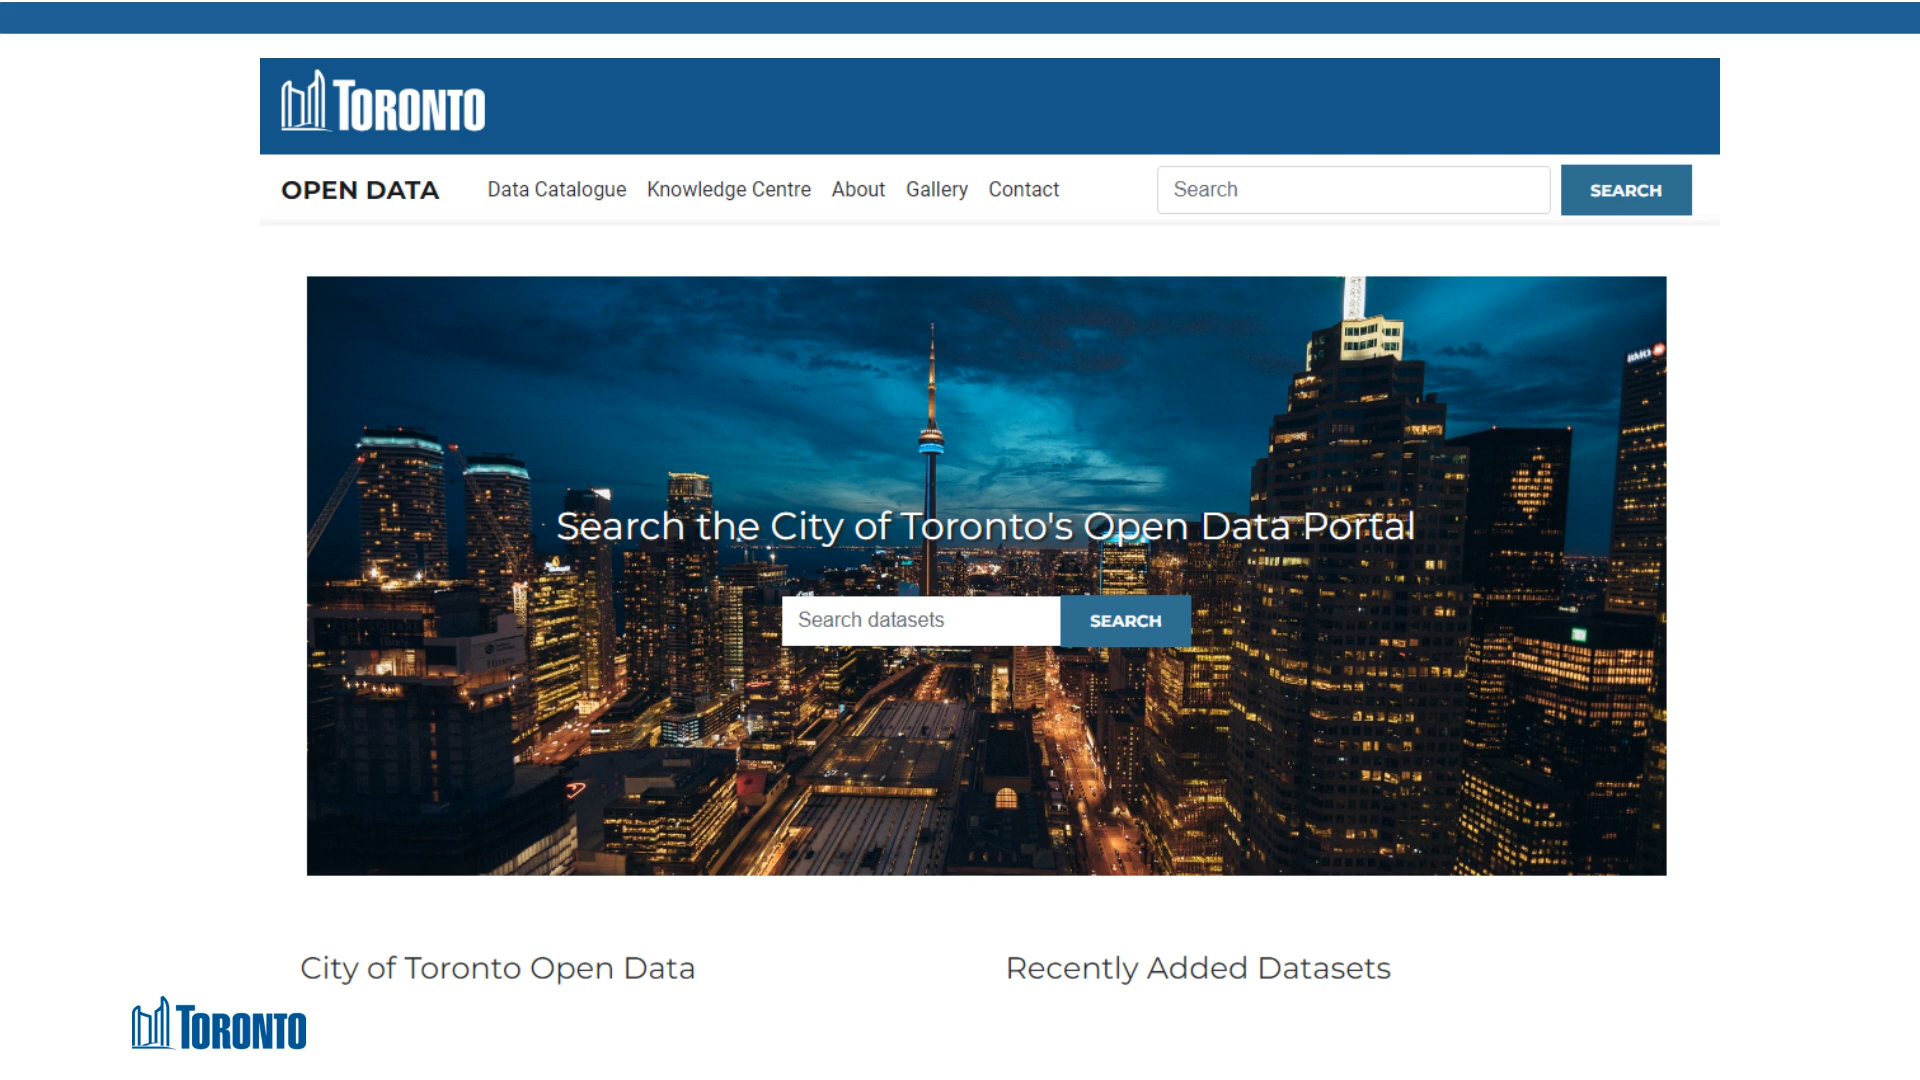 TORONTO
OPEN DATA Data Catalogue Knowledge Centre About Gallery Contact Search SEARCH
BMO
Search the City of Toronto's Open Data Portal
Search datasets SEARCH
City of Toronto Open Data Recently Added Datasets
TORONTO